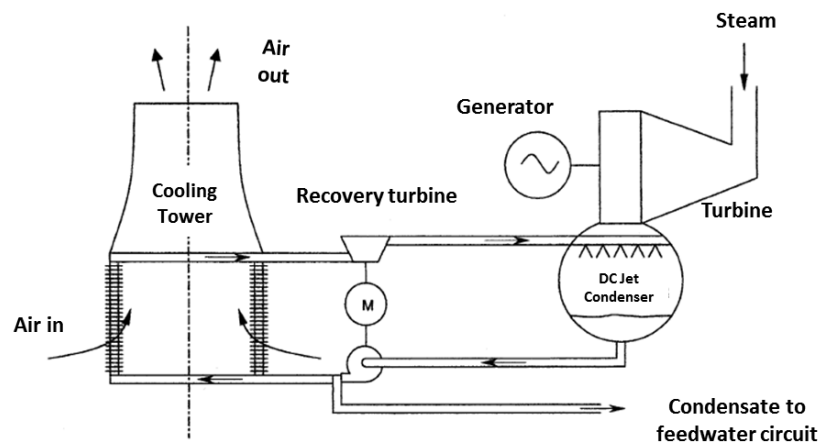 Steam
Air
out
Generator
Cooling
Tower
Recovery turbine
Turbine
DC Jet
Condenser
M
Air in
Condensate to
feedwater circuit